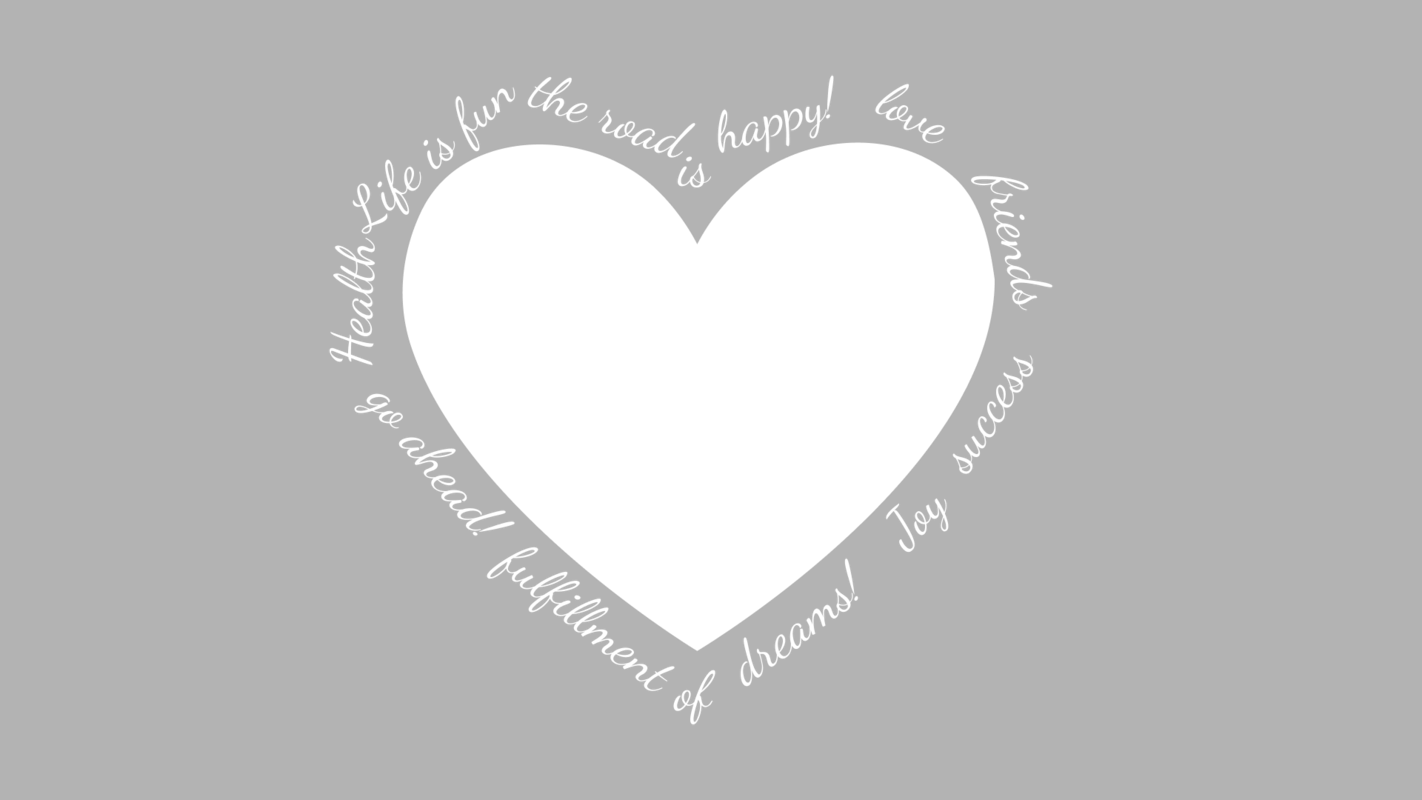 Health
Life is fun
the road is happy!
love
friends
success
Joy
go ahead!
fulfillment of dreams!